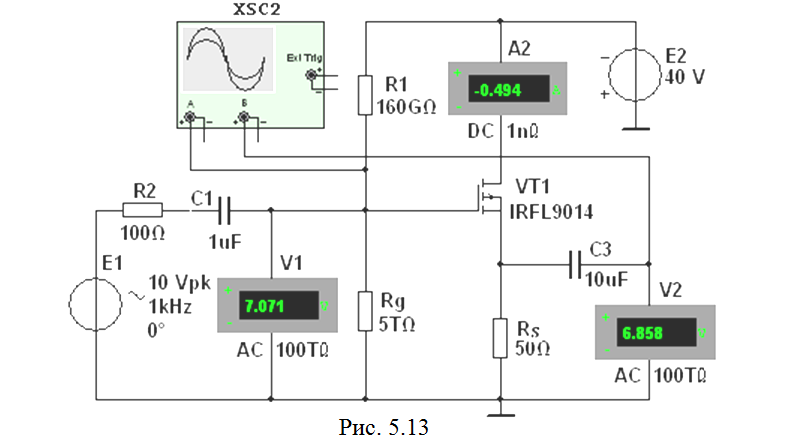 XSC2
Ext Trig
+
-
A
B
+ -
+ -
R1
160GΩ
A2
+
-
-0.494 A
DC 1nΩ
-
+
E2
40 V
R2
100Ω
C1
1uF
VT1
IRFL9014
E1
10 Vpk
1kHz
0°
V1
+
-
7.071 V
AC 100TΩ
Rg
5TΩ
C3
10uF
Rs
50Ω
V2
+
-
6.858 V
AC 100TΩ
Рис. 5.13